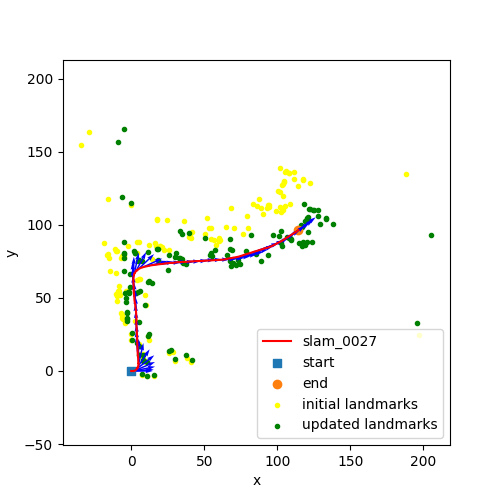 200
150
100
50
0
−50
y
0
50
100
150
200
x
slam_0027
start
end
initial landmarks
updated landmarks